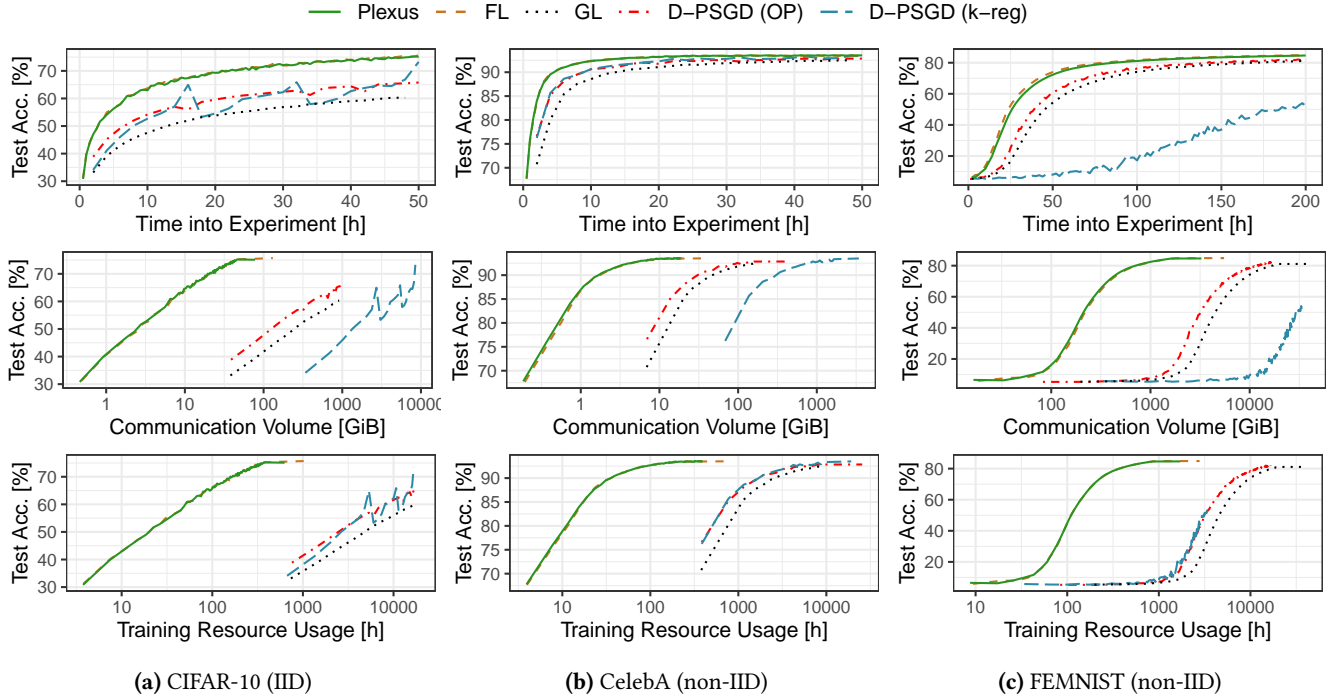 Plexus FL GL D-PSGD (OP) D-PSGD (k-reg)
Test Acc. [%]
70
60
50
40
30
0 10 20 30 40 50
Time into Experiment [h]
Test Acc. [%]
90
85
80
75
70
0 10 20 30 40 50
Time into Experiment [h]
Test Acc. [%]
80
60
40
20
0 50 100 150 200
Time into Experiment [h]
Test Acc. [%]
70
60
50
40
30
1 10 100 1000 10000
Communication Volume [GiB]
Test Acc. [%]
90
85
80
75
70
1 10 100 1000
Communication Volume [GiB]
Test Acc. [%]
80
60
40
20
100 1000 10000
Communication Volume [GiB]
Test Acc. [%]
70
60
50
40
30
10 100 1000 10000
Training Resource Usage [h]
Test Acc. [%]
90
85
80
75
70
10 100 1000 10000
Training Resource Usage [h]
Test Acc. [%]
80
60
40
20
10 100 1000 10000
Training Resource Usage [h]
(a) CIFAR-10 (IID)
(b) CelebA (non-IID)
(c) FEMNIST (non-IID)